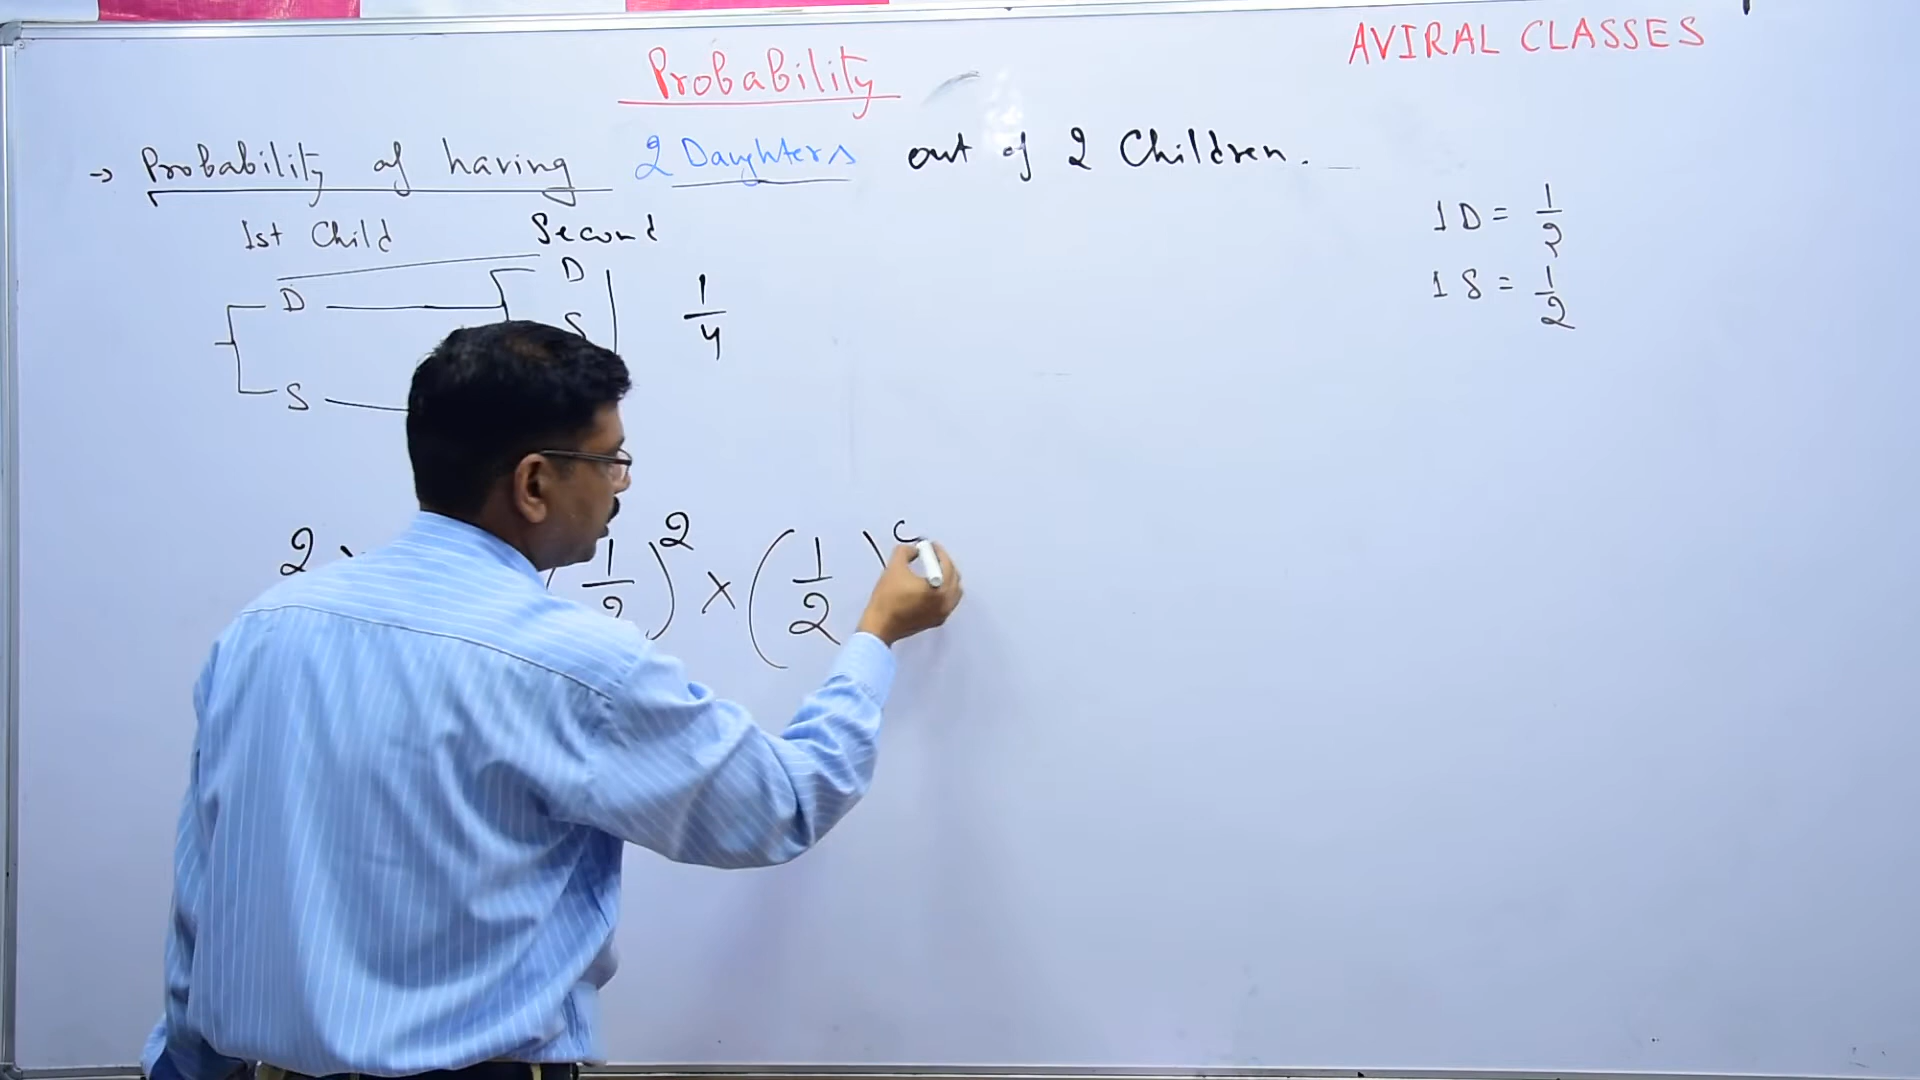 AVIRAL CLASSES
Probability
→ Probability of having 2 Daughters out of 2 Children.
1st Child Second
1 D = 1/2
1 S = 1/2
D D
S
1/4
S
2 (1/2)² × (1/2)